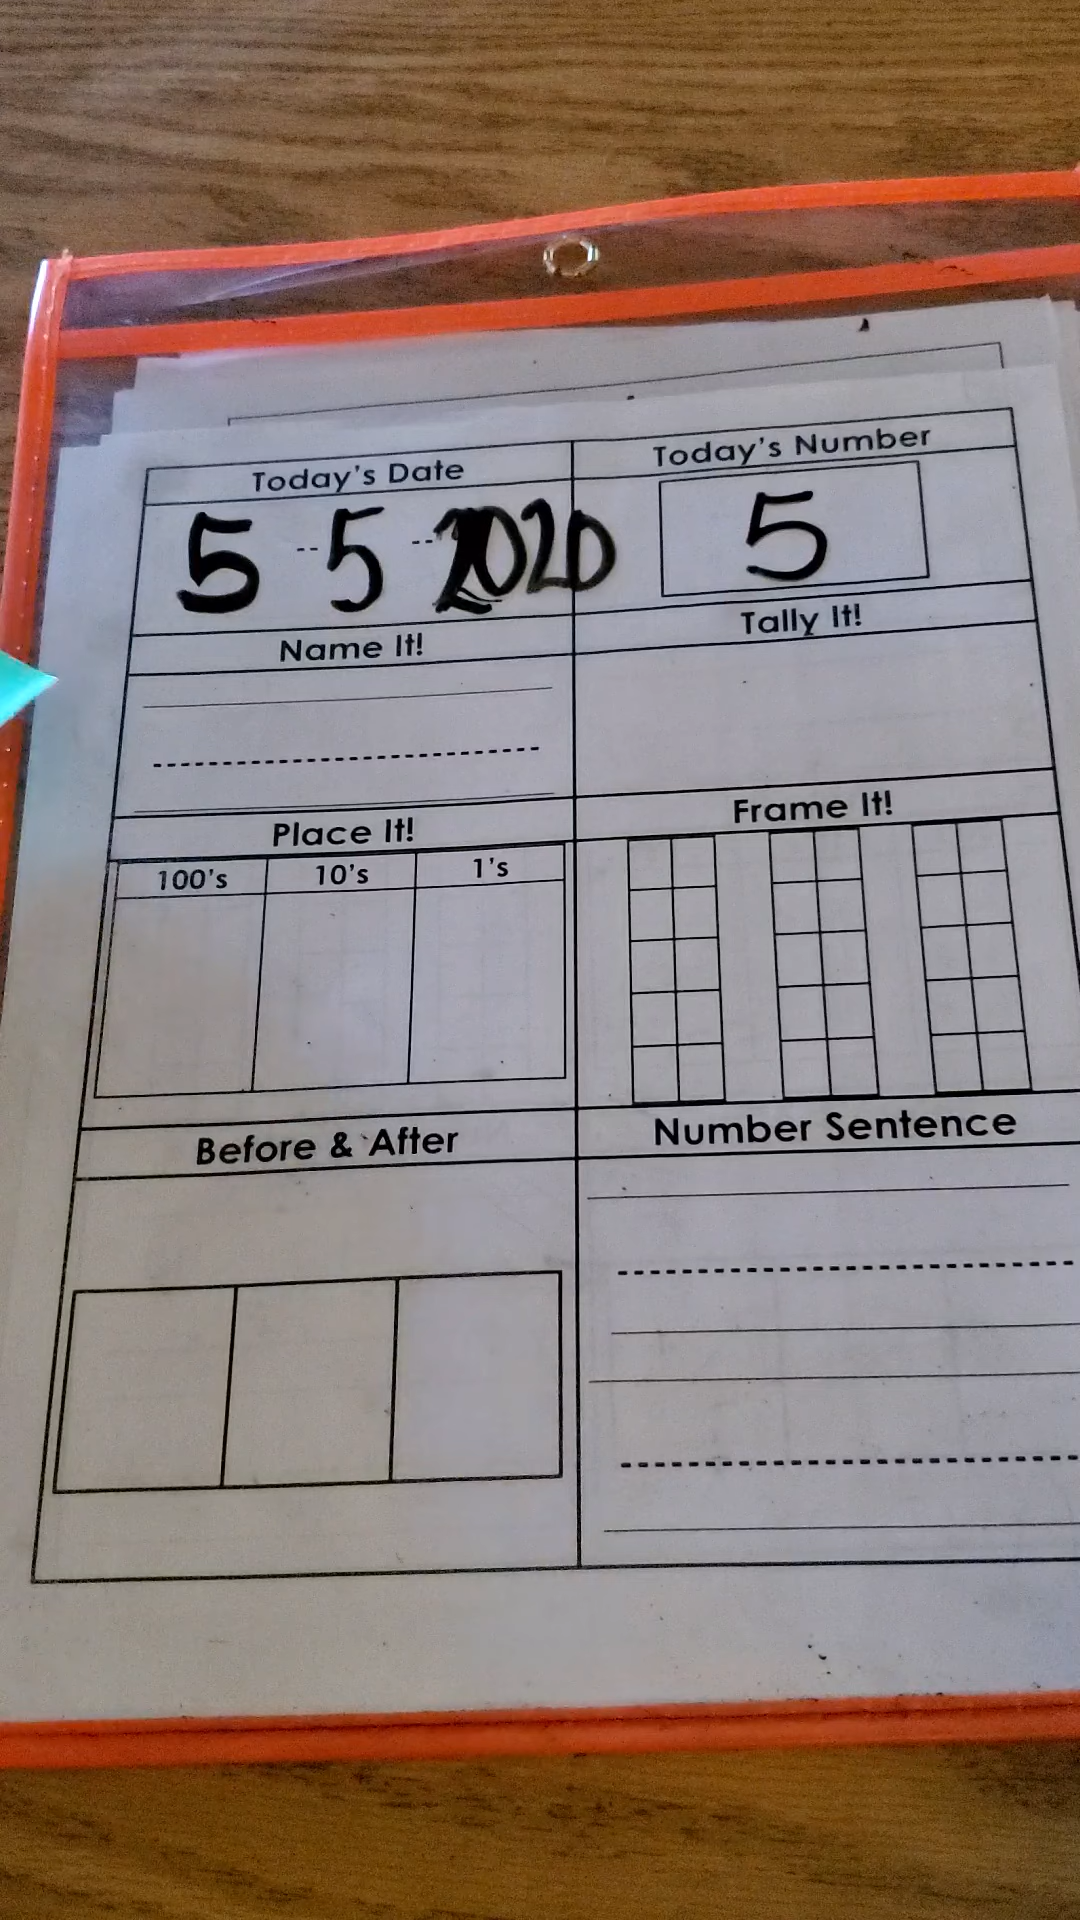 Today's Date
Today's Number
5 -- 5 -- 2020
5
Name It!
Tally It!
Place It!
Frame It!
100's 10's 1's
Before & After
Number Sentence